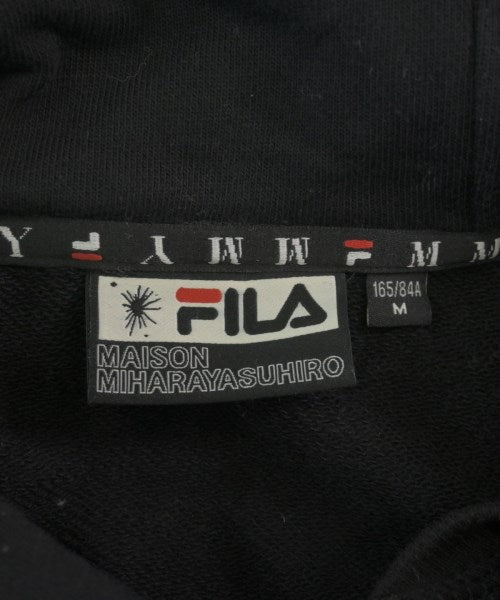 Y F Y M M F M M
FILA
MAISON
MIHARAYASUHIRO
165/84A
M